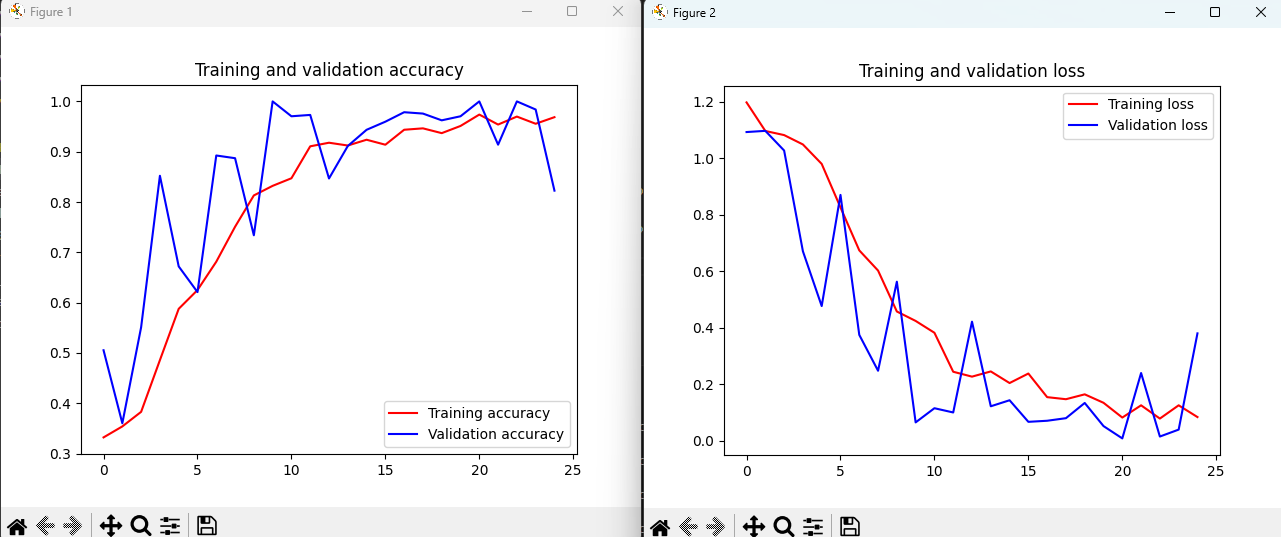 Figure 1
Training and validation accuracy
1.0
0.9
0.8
0.7
0.6
0.5
0.4
0.3
0 5 10 15 20 25
Training accuracy
Validation accuracy
Figure 2
Training and validation loss
1.2
1.0
0.8
0.6
0.4
0.2
0.0
0 5 10 15 20 25
Training loss
Validation loss